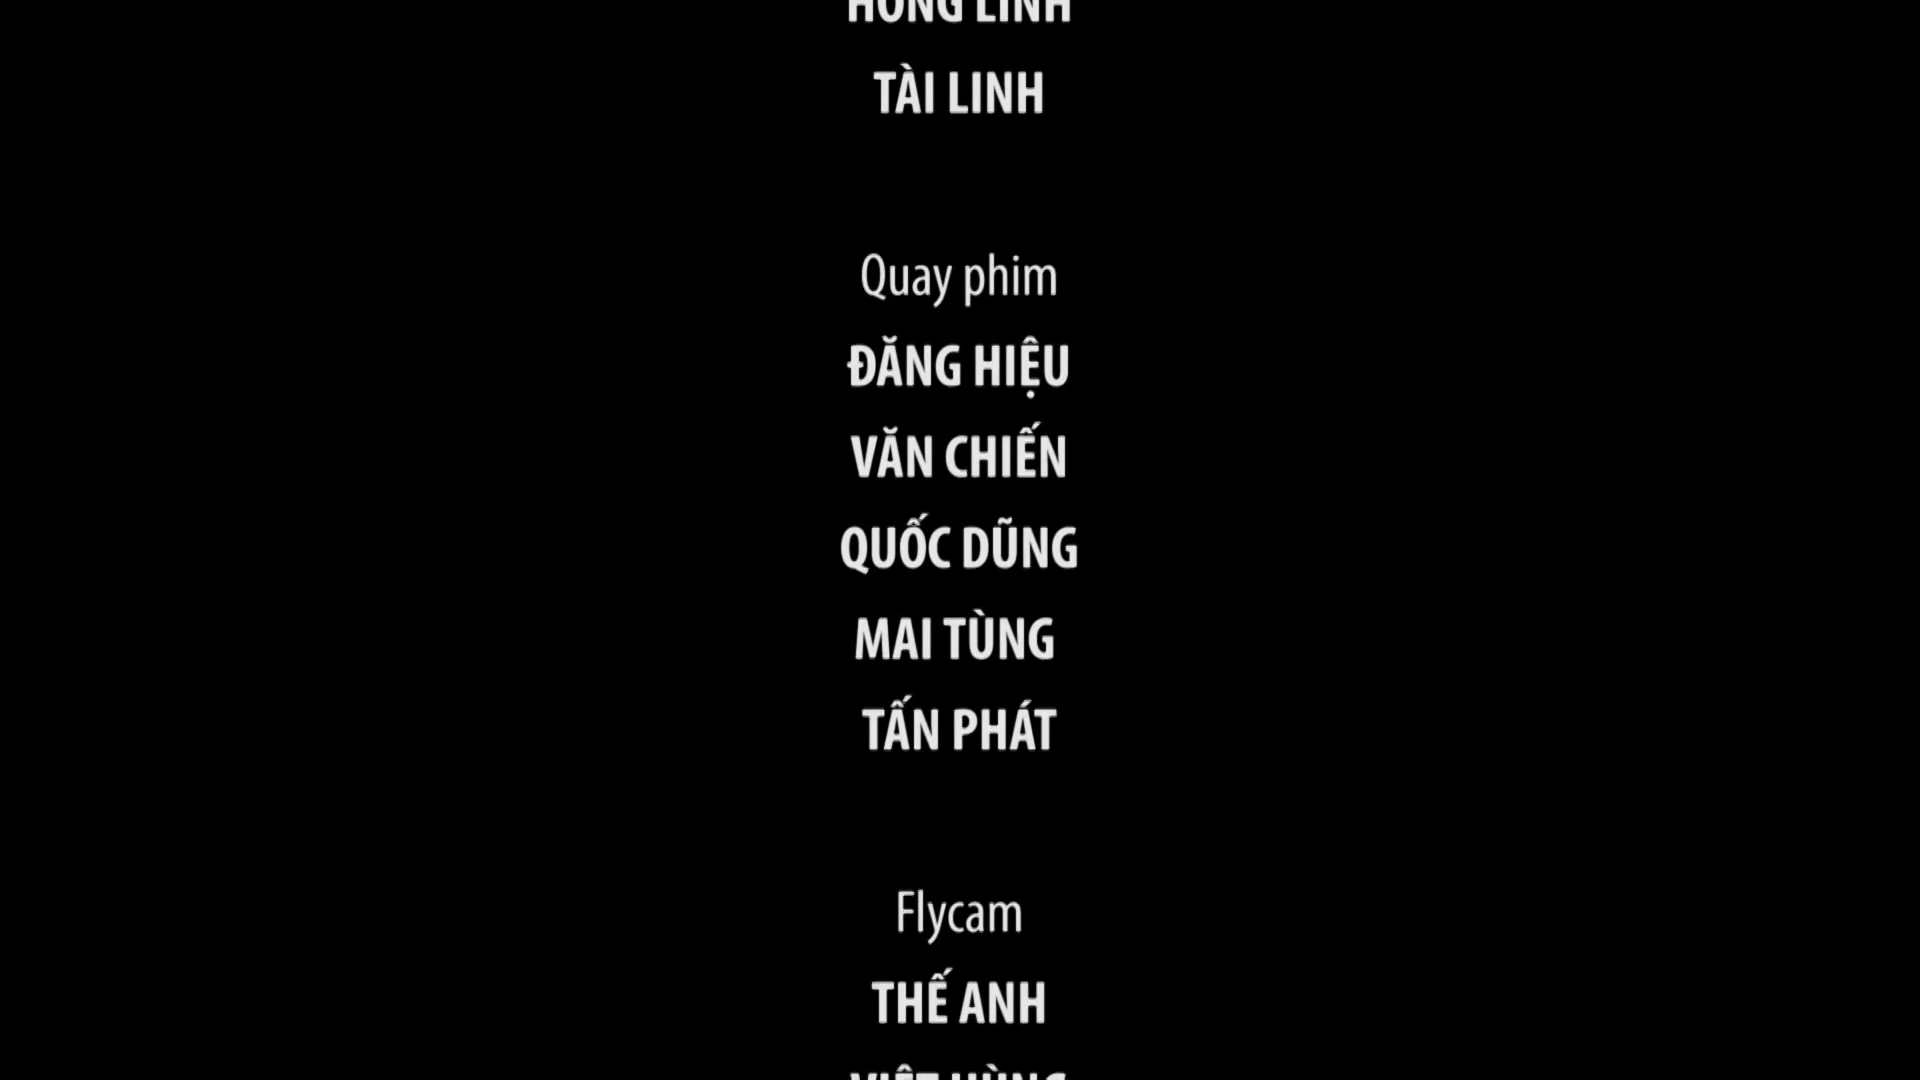 TÀI LINH
Quay phim
ĐĂNG HIỆU
VĂN CHIẾN
QUỐC DŨNG
MAI TÙNG
TẤN PHÁT
Flycam
THẾ ANH